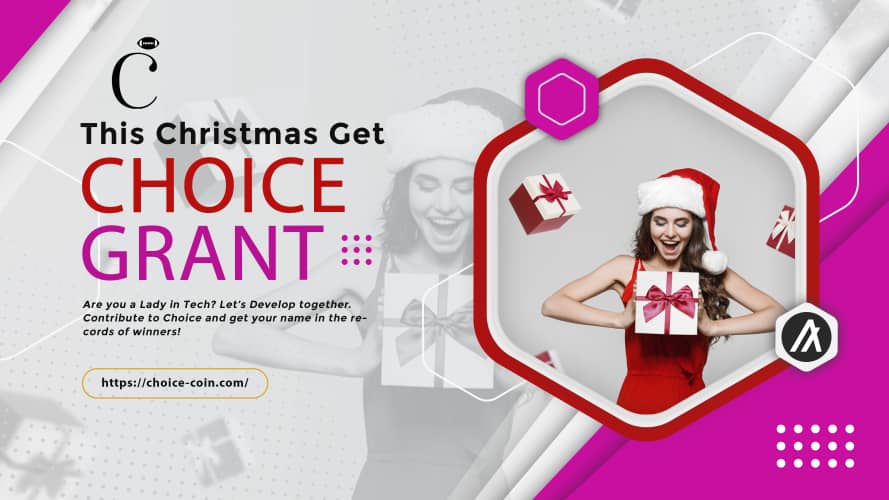 C
This Christmas Get
CHOICE
GRANT
Are you a Lady in Tech? Let's Develop together.
Contribute to Choice and get your name in the re-
cords of winners!
https://choice-coin.com/